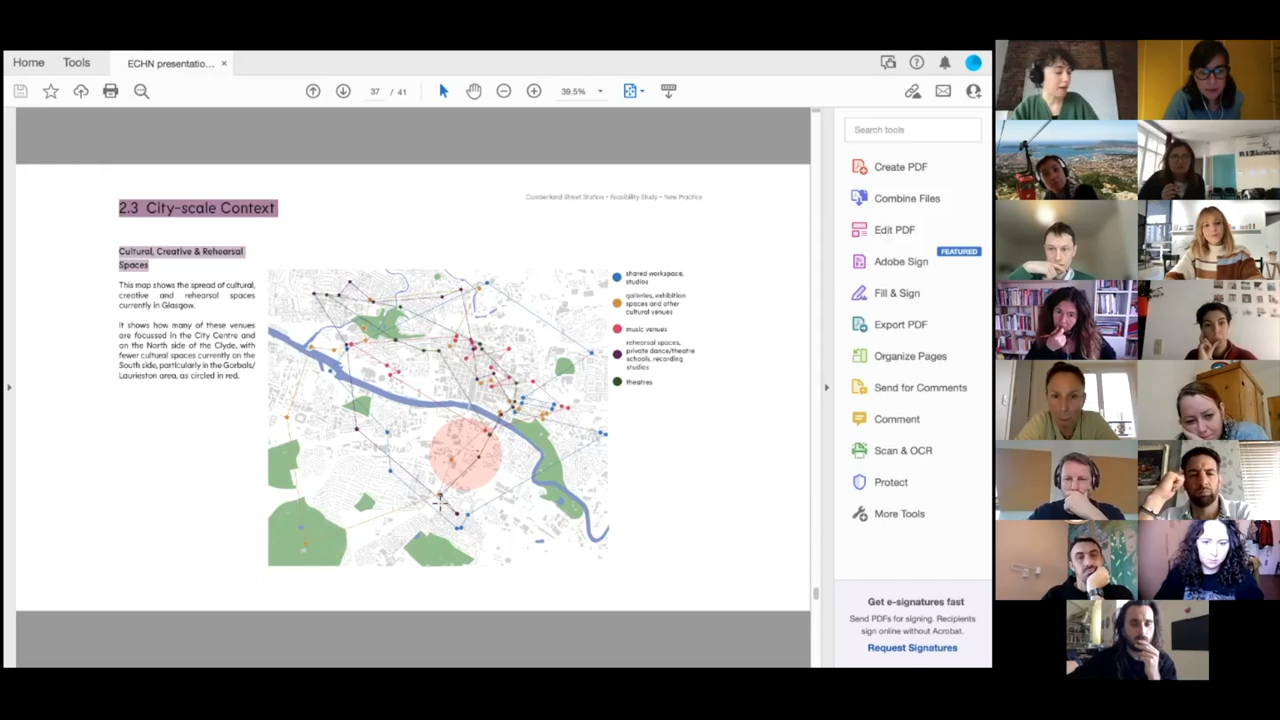 Home
Tools
ECHN presentatio...
×
37 / 41
39.5%
Search tools
Create PDF
Combine Files
Edit PDF
FEATURED
Adobe Sign
Fill & Sign
Export PDF
Organize Pages
Send for Comments
Comment
Scan & OCR
Protect
More Tools
Get e-signatures fast
Send PDFs for signing. Recipients
sign online without Acrobat.
Request Signatures
Cumberland Street Station - Feasibility Study - New Practice
2.3 City-scale Context
Cultural, Creative & Rehearsal
Spaces
This map shows the spread of cultural,
creative and rehersal spaces
currently in Glasgow.
It shows how many of these venues
are focussed in the City Centre and
on the North side of the Clyde, with
fewer cultural spaces currently on the
South side, particularly in the Gorbals/
Laurieston area, as circled in red.
shared workspace,
studios
galleries, exhibition
spaces and other
cultural venues
music venues
rehersal spaces,
private dance/theatre
schools, recording
studios
theatres